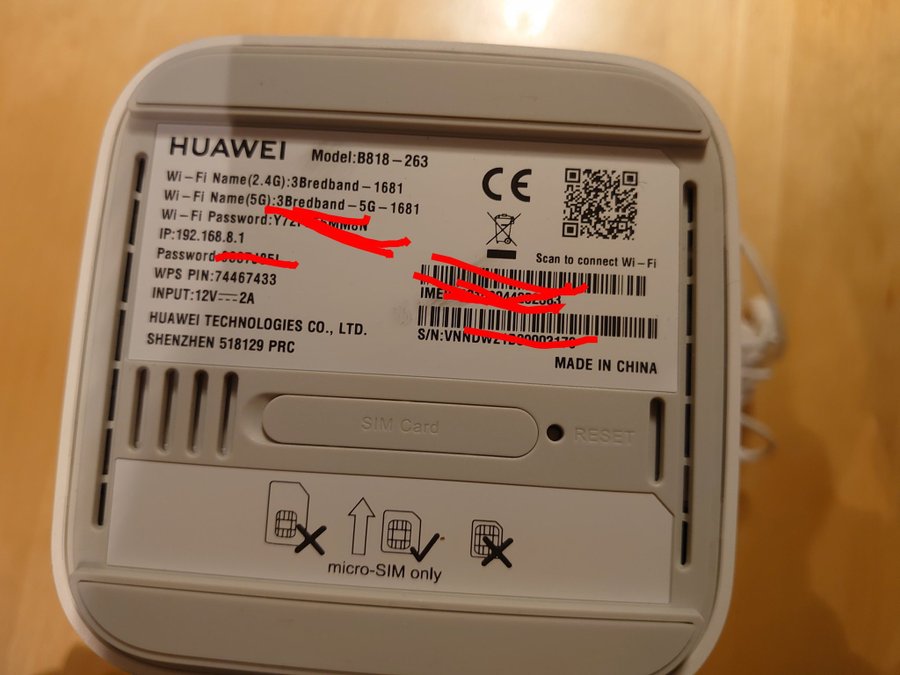 HUAWEI Model:B818-263
Wi-Fi Name(2.4G):3Bredband-1681
Wi-Fi Name(5G):3Bredband-5G-1681
Wi-Fi Password:
IP:192.168.8.1
Password
WPS PIN:74467433
INPUT:12V⎓2A
HUAWEI TECHNOLOGIES CO., LTD.
SHENZHEN 518129 PRC
CE
Scan to connect Wi-Fi
S/N:
MADE IN CHINA
SIM Card
RESET
micro-SIM only